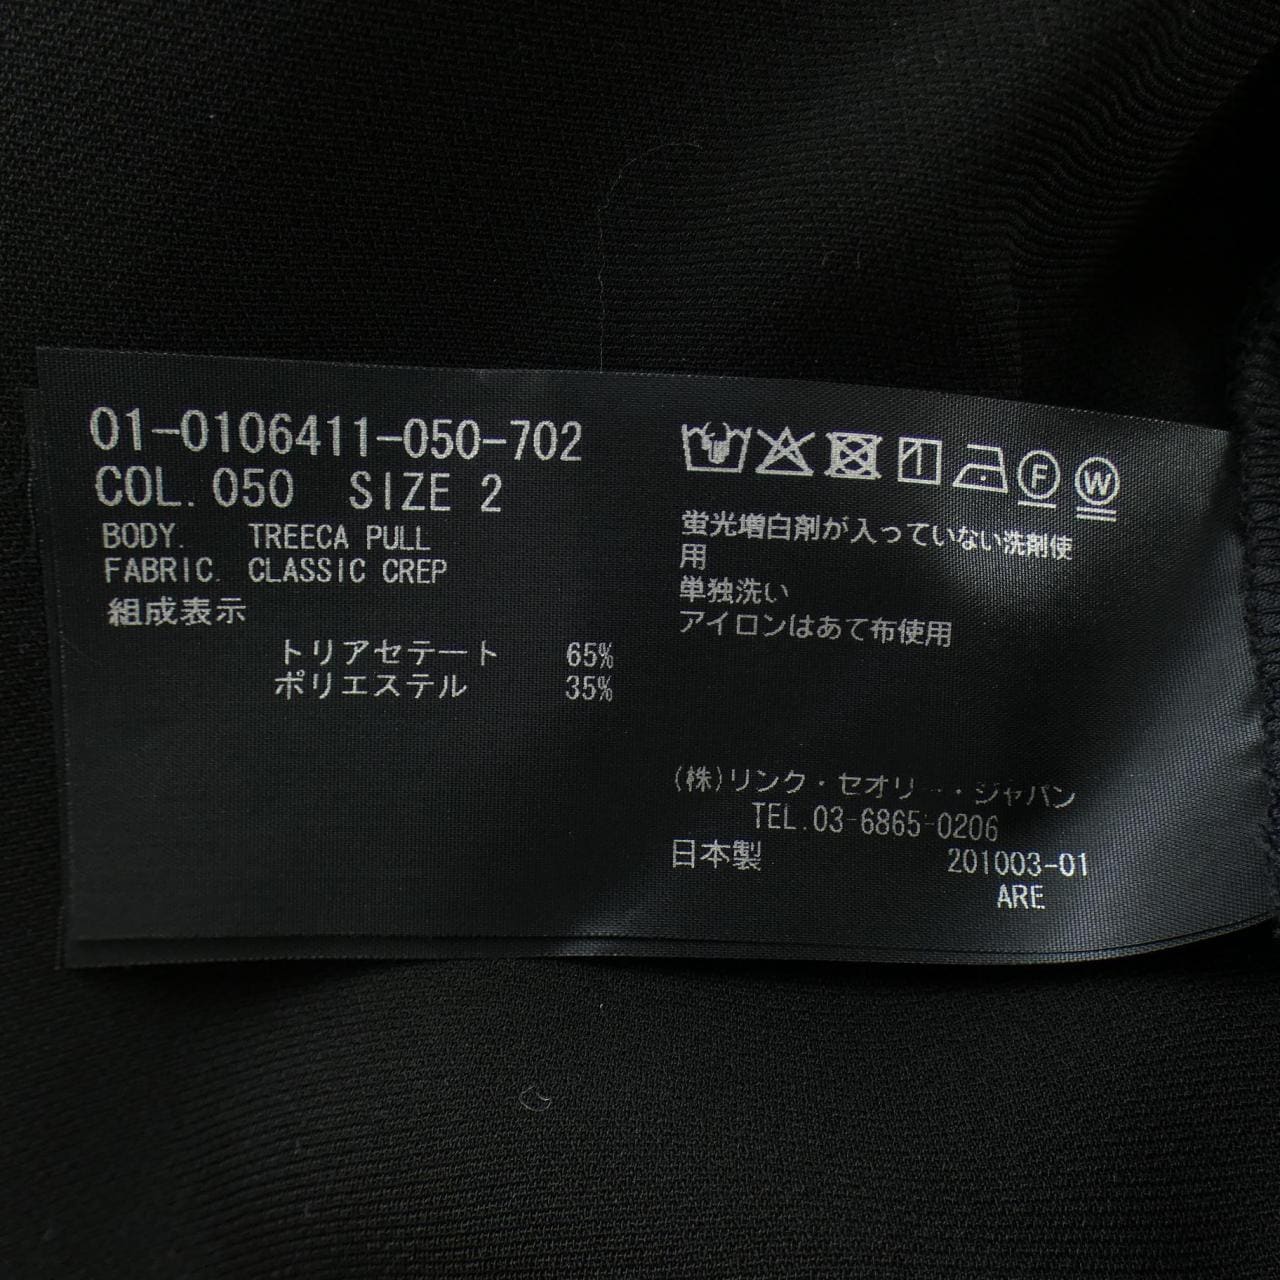 01-0106411-050-702
COL. 050 SIZE 2
BODY. TREECA PULL
FABRIC. CLASSIC CREP
組成表示
トリアセテート 65%
ポリエステル 35%
F W
蛍光増白剤が入っていない洗剤使
用
単独洗い
アイロンはあて布使用
(株)リンク・セオリー・ジャパン
TEL.03-6865-0206
日本製 201003-01
ARE